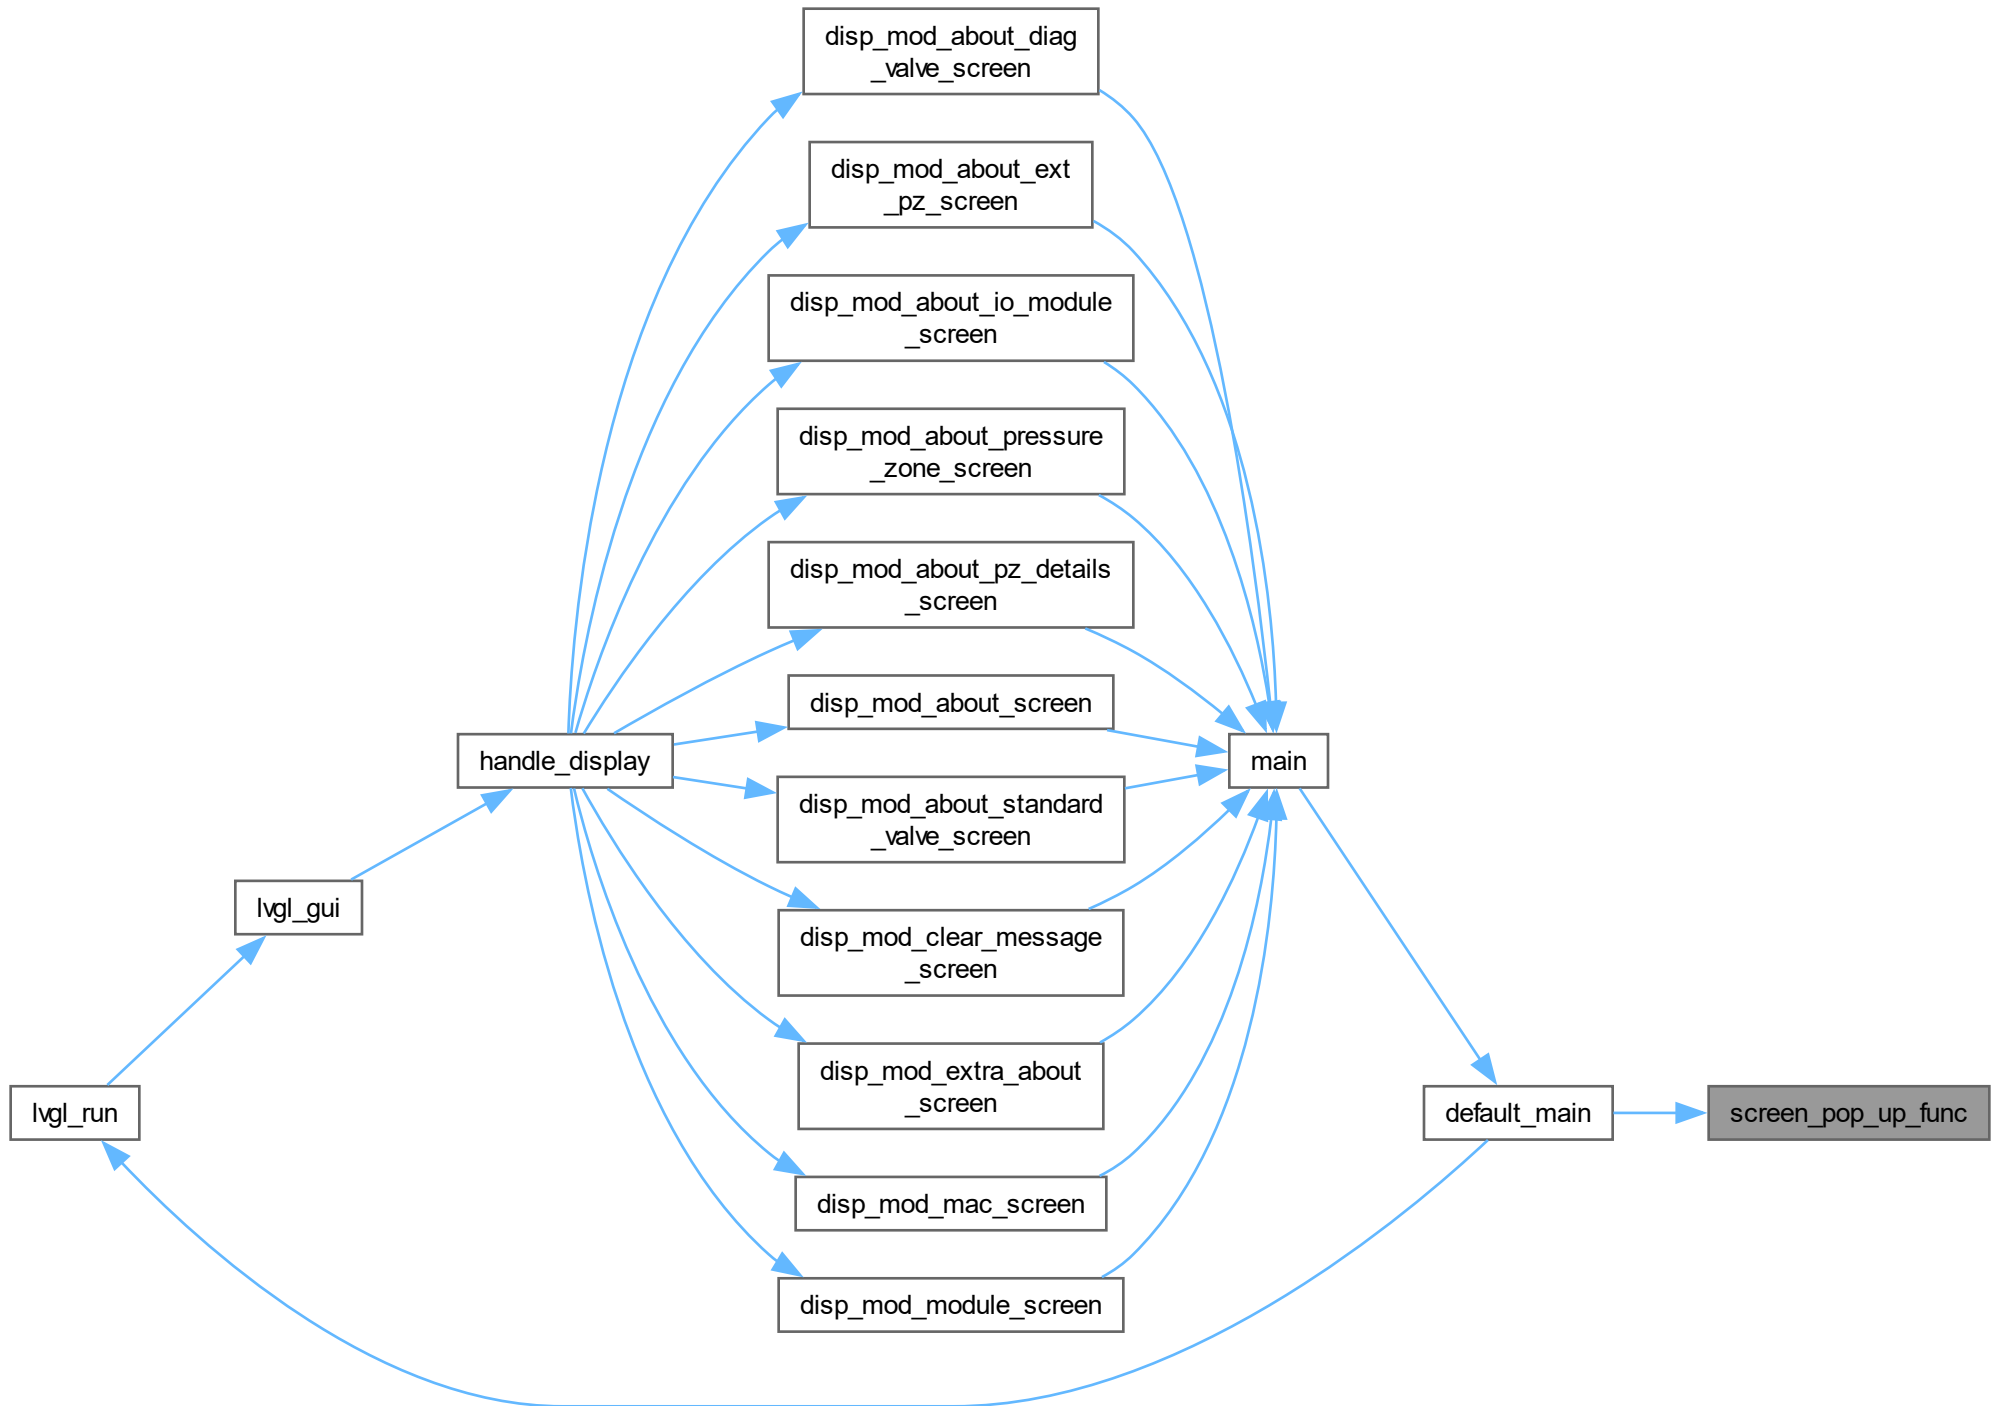 disp_mod_about_diag
_valve_screen
disp_mod_about_ext
_pz_screen
disp_mod_about_io_module
_screen
disp_mod_about_pressure
_zone_screen
disp_mod_about_pz_details
_screen
disp_mod_about_screen
handle_display
main
disp_mod_about_standard
_valve_screen
lvgl_gui
disp_mod_clear_message
_screen
disp_mod_extra_about
_screen
lvgl_run
default_main
screen_pop_up_func
disp_mod_mac_screen
disp_mod_module_screen